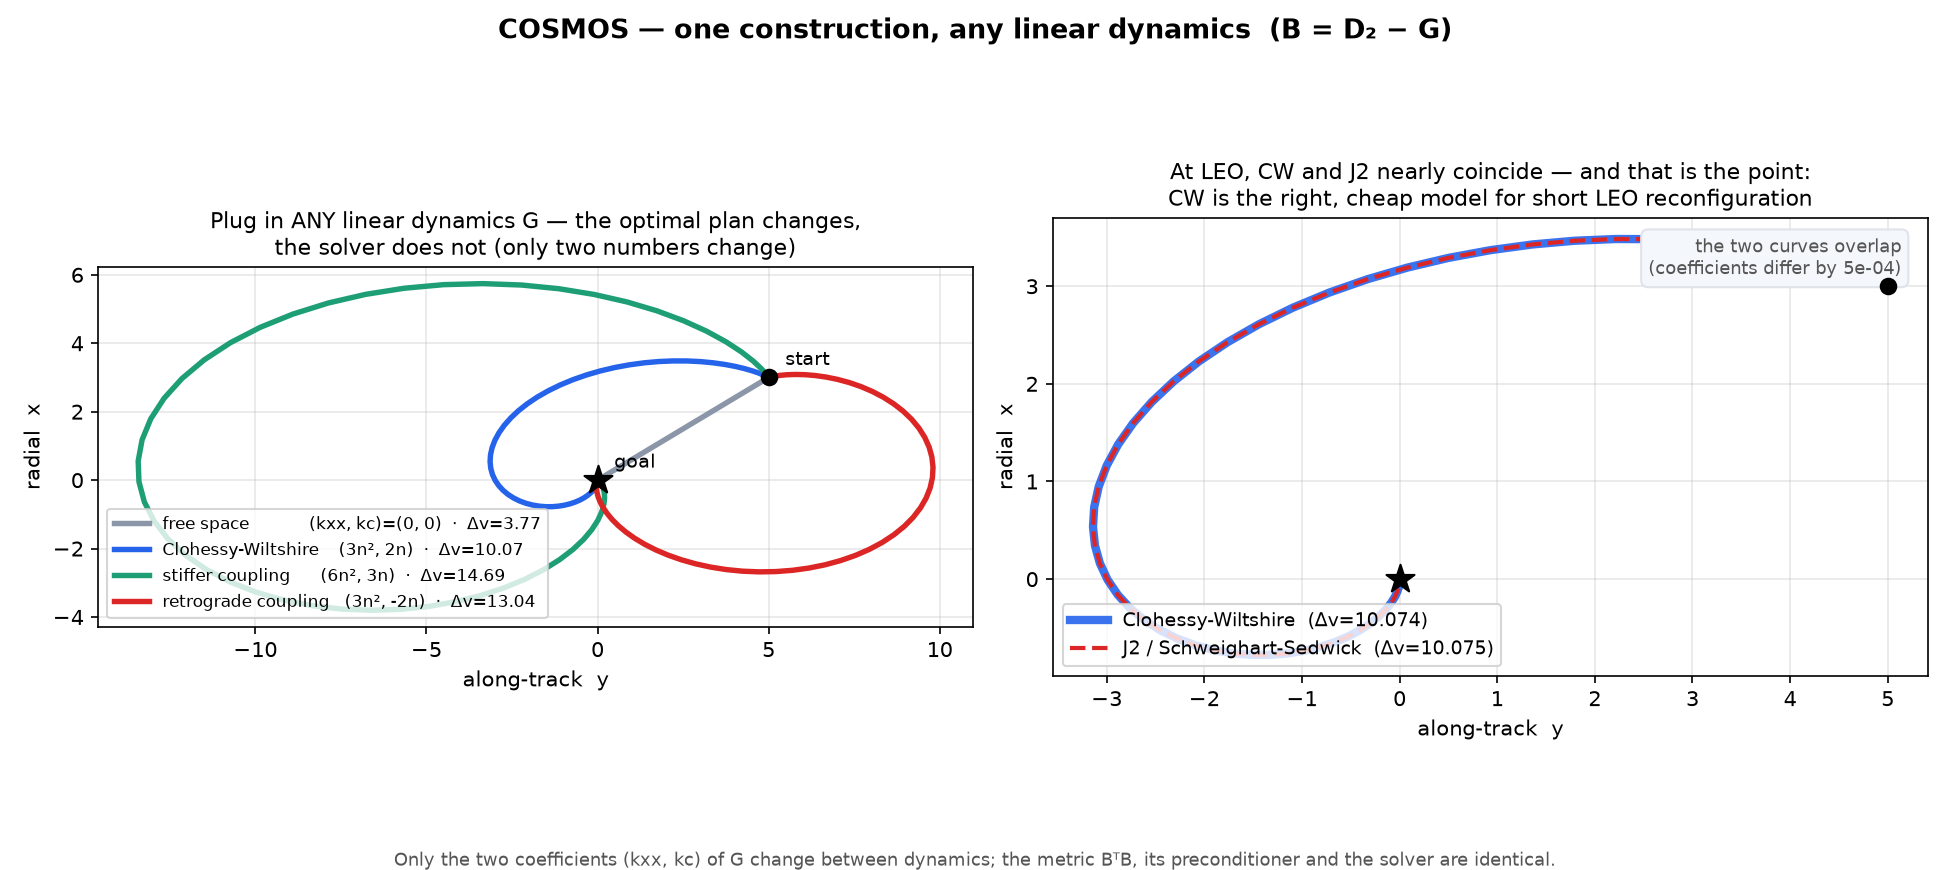 COSMOS — one construction, any linear dynamics (B = D₂ − G)
Plug in ANY linear dynamics G — the optimal plan changes,
the solver does not (only two numbers change)
6
4
2
0
−2
−4
radial x
start
goal
free space (kxx, kc)=(0, 0) · Δv=3.77
Clohessy-Wiltshire (3n², 2n) · Δv=10.07
stiffer coupling (6n², 3n) · Δv=14.69
retrograde coupling (3n², -2n) · Δv=13.04
−10
−5
0
5
10
along-track y
At LEO, CW and J2 nearly coincide — and that is the point:
CW is the right, cheap model for short LEO reconfiguration
3
2
1
0
radial x
the two curves overlap
(coefficients differ by 5e-04)
Clohessy-Wiltshire (Δv=10.074)
J2 / Schweighart-Sedwick (Δv=10.075)
−3
−2
−1
0
1
2
3
4
5
along-track y
Only the two coefficients (kxx, kc) of G change between dynamics; the metric BᵀB, its preconditioner and the solver are identical.